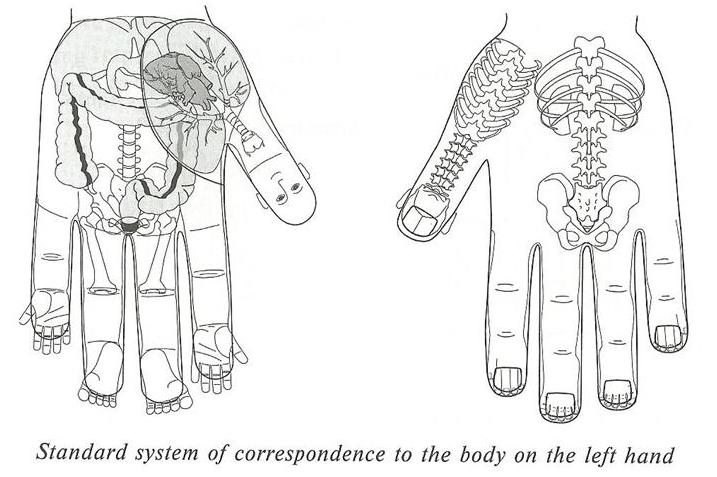 Standard system of correspondence to the body on the left hand